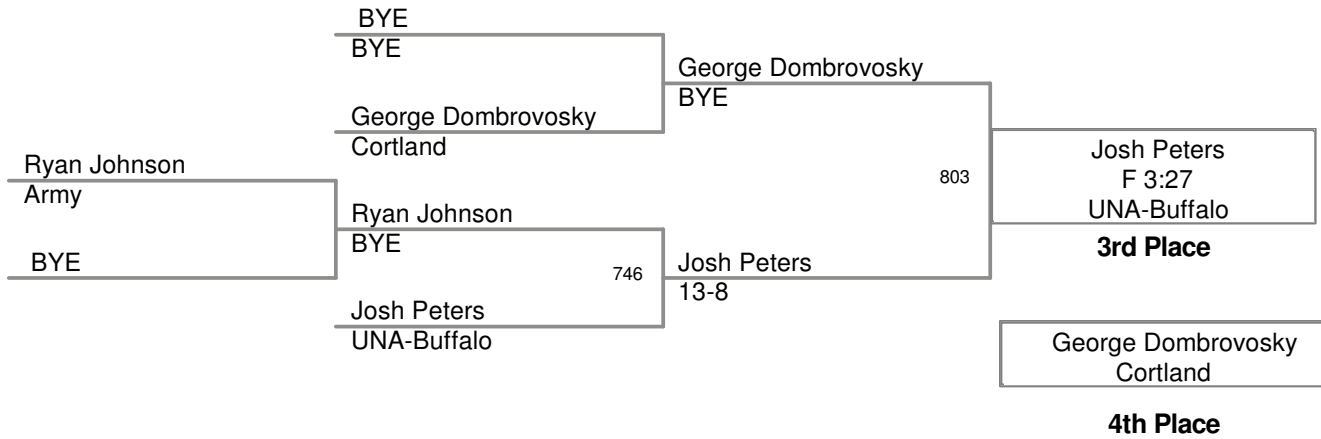 BYE
BYE
George Dombrovosky
BYE
George Dombrovosky
Cortland
Ryan Johnson
Army
BYE
Ryan Johnson
BYE
746
Josh Peters
13-8
Josh Peters
UNA-Buffalo
803
Josh Peters
F 3:27
UNA-Buffalo
3rd Place
George Dombrovosky
Cortland
4th Place